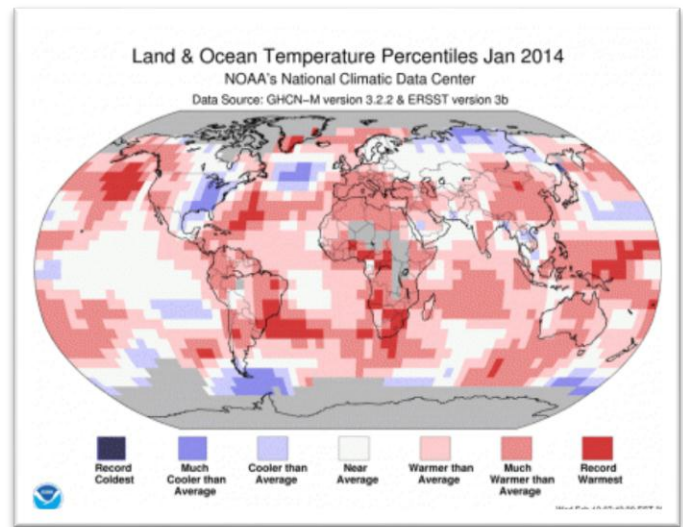 Land & Ocean Temperature Percentiles Jan 2014
NOAA's National Climatic Data Center
Data Source: GHCN–M version 3.2.2 & ERSST version 3b
Record
Coldest
Much
Cooler than
Average
Cooler than
Average
Near
Average
Warmer than
Average
Much
Warmer than
Average
Record
Warmest